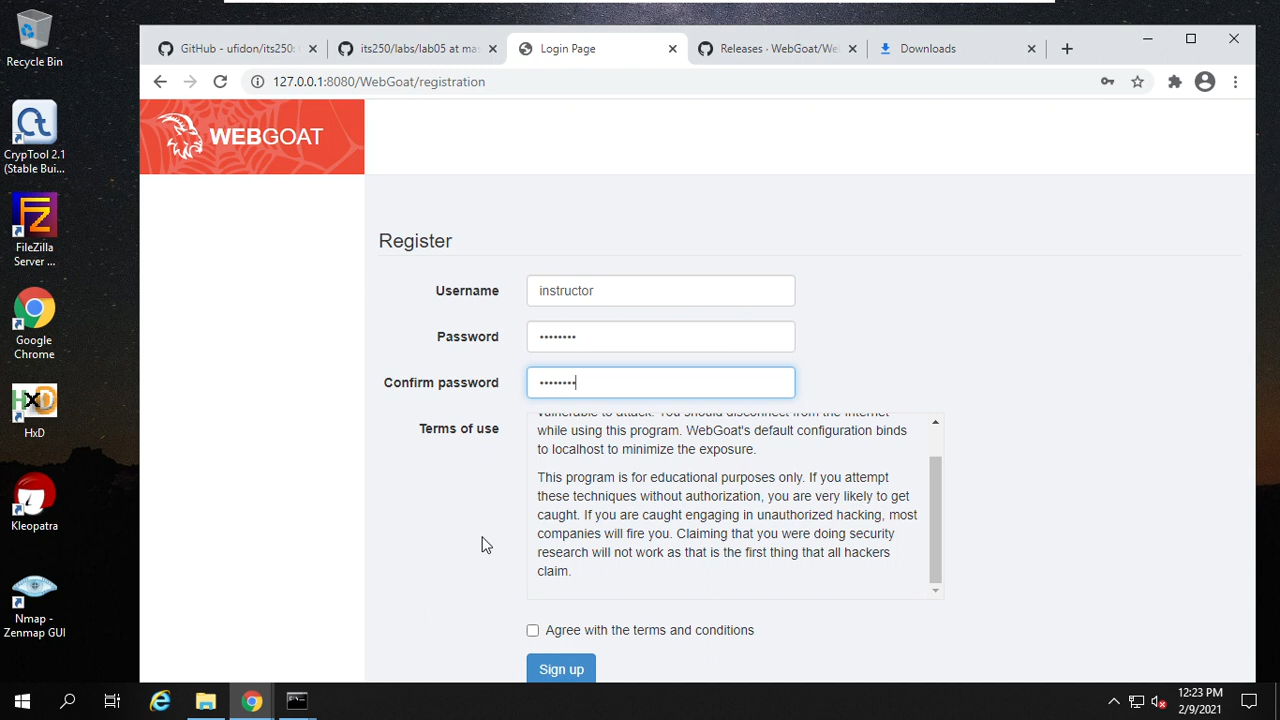 Recycle Bin
CrypTool 2.1
(Stable Bui...
FileZilla
Server ...
Google
Chrome
HxD
Kleopatra
Nmap -
Zenmap GUI
GitHub - ufidon/its250:
its250/labs/lab05 at ma
Login Page
Releases · WebGoat/We
Downloads
127.0.0.1:8080/WebGoat/registration
WEBGOAT
Register
Username
instructor
Password
••••••••
Confirm password
••••••••
Terms of use
vulnerable to attack. You should disconnect from the Internet
while using this program. WebGoat's default configuration binds
to localhost to minimize the exposure.
This program is for educational purposes only. If you attempt
these techniques without authorization, you are very likely to get
caught. If you are caught engaging in unauthorized hacking, most
companies will fire you. Claiming that you were doing security
research will not work as that is the first thing that all hackers
claim.
Agree with the terms and conditions
Sign up
12:23 PM
2/9/2021